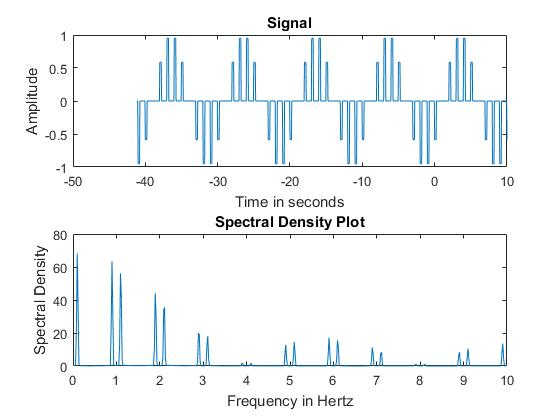 Signal
1
0.5
0
-0.5
-1
Amplitude
-50 -40 -30 -20 -10 0 10
Time in seconds
Spectral Density Plot
80
60
40
20
0
Spectral Density
0 1 2 3 4 5 6 7 8 9 10
Frequency in Hertz